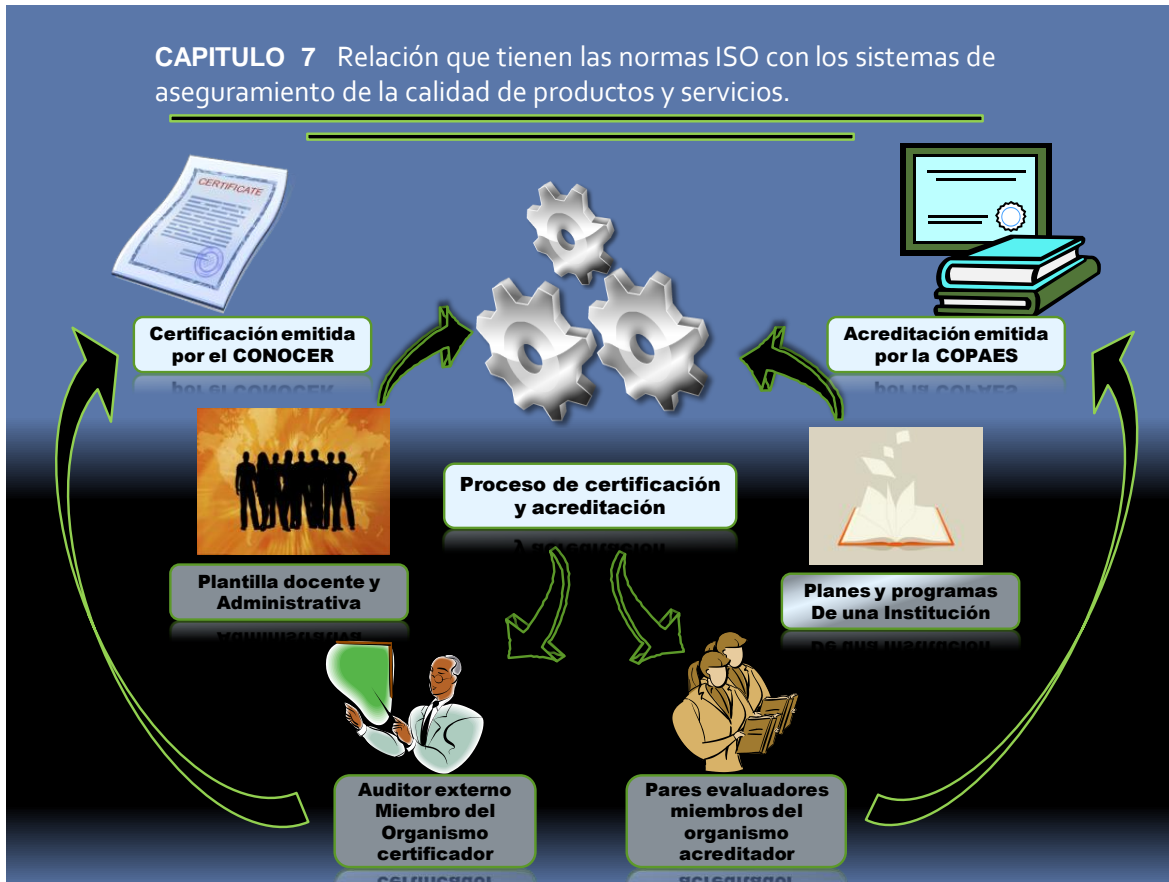 CAPITULO 7 Relación que tienen las normas ISO con los sistemas de
aseguramiento de la calidad de productos y servicios.
CERTIFICATE
Certificación emitida
por el CONOCER
Acreditación emitida
por la COPAES
Proceso de certificación
y acreditación
Plantilla docente y
Administrativa
Planes y programas
De una Institución
Auditor externo
Miembro del
Organismo
certificador
Pares evaluadores
miembros del
organismo
acreditador